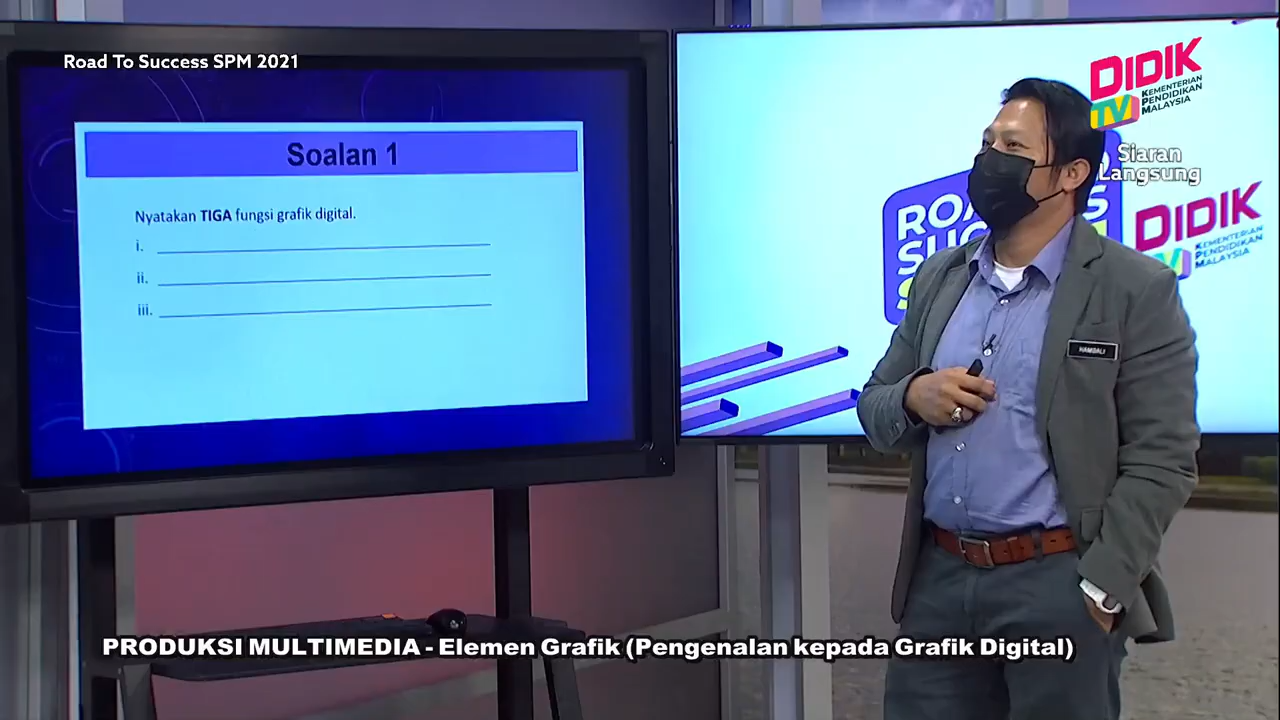 Road To Success SPM 2021
Soalan 1
Nyatakan TIGA fungsi grafik digital.
i.
ii.
iii.
DIDIK
TV
KEMENTERIAN
PENDIDIKAN
MALAYSIA
Siaran
Langsung
DIDIK
KEMENTERIAN
PENDIDIKAN
MALAYSIA
HAMBALI
PRODUKSI MULTIMEDIA - Elemen Grafik (Pengenalan kepada Grafik Digital)